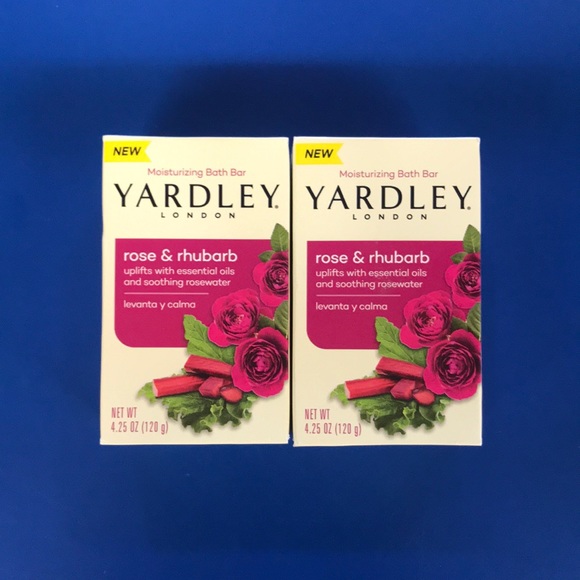 NEW
Moisturizing Bath Bar
YARDLEY®
LONDON
rose & rhubarb
uplifts with essential oils
and soothing rosewater
levanta y calma
NET WT
4.25 OZ (120 g)
NEW
Moisturizing Bath Bar
YARDLEY®
LONDON
rose & rhubarb
uplifts with essential oils
and soothing rosewater
levanta y calma
NET WT
4.25 OZ (120 g)